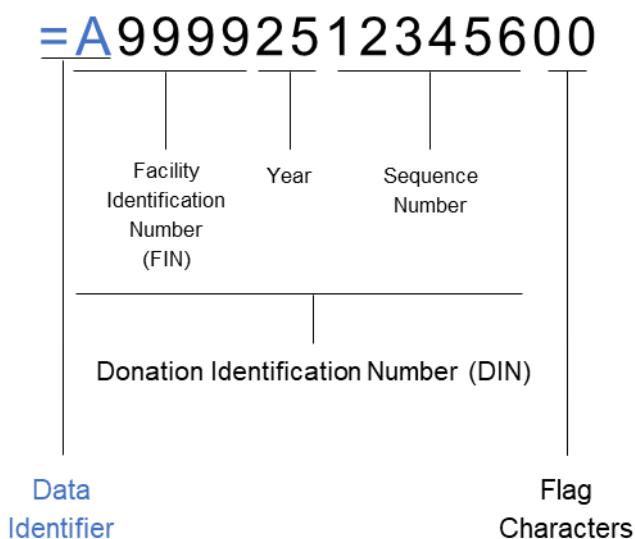 =A99992512345600
Facility
Identification
Number
(FIN)
Year
Sequence
Number
Donation Identification Number (DIN)
Data
Identifier
Flag
Characters